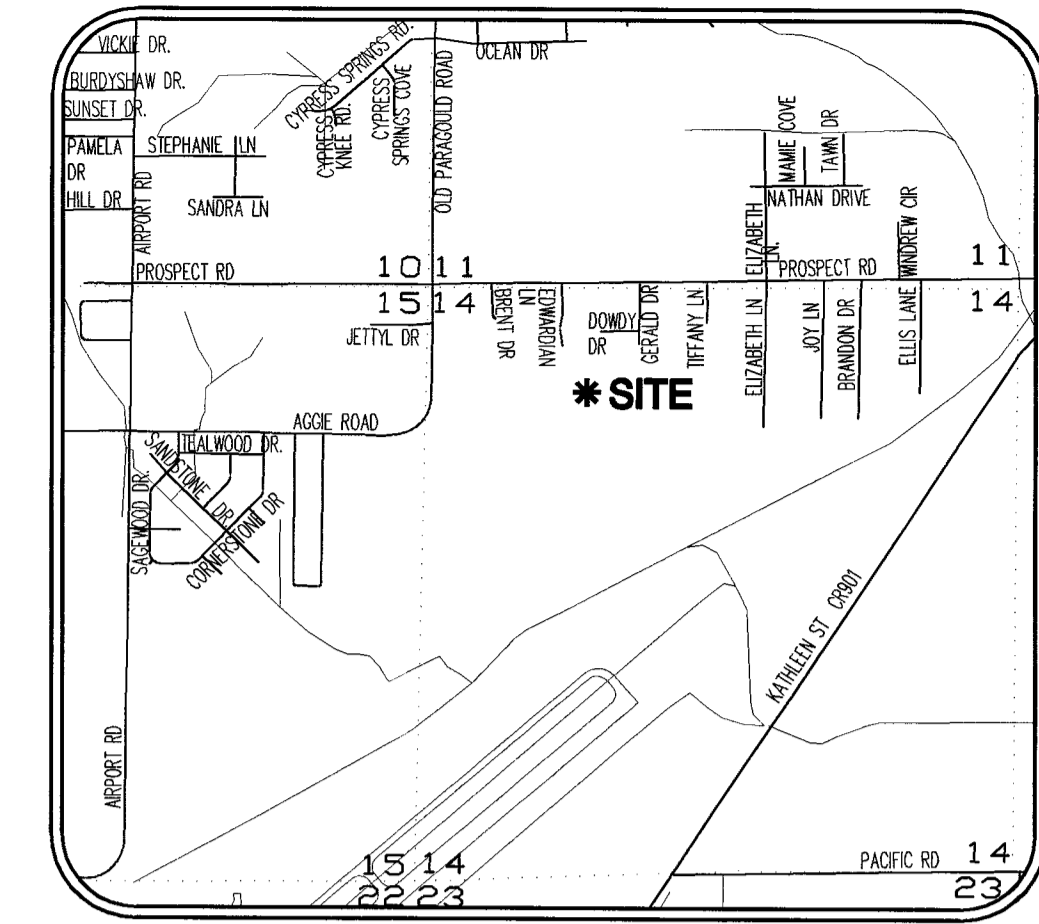 VICKIE DR.
BURDYSHAW DR.
SUNSET DR.
PAMELA
DR
HILL DR
STEPHANIE LN
SANDRA LN
AIRPORT RD
CYPRESS SPRINGS RD.
CYPRESS
KNEE RD.
CYPRESS
SPRINGS COVE
OLD PARAGOULD ROAD
OCEAN DR
MAMIE COVE
TAWN DR
NATHAN DRIVE
ELIZABETH
LN.
WINDREW CIR
PROSPECT RD
10 11
PROSPECT RD
11
15 14
14
JETTYL DR
BRENT DR
EDWARDIAN
LN
DOWDY
DR
GERALD DR
TIFFANY LN
ELIZABETH LN
JOY LN
BRANDON DR
ELLIS LANE
* SITE
AGGIE ROAD
TEALWOOD DR.
SANDSTONE DR.
SAGEWOOD DR.
CORNERSTONE DR
KATHLEEN ST CR901
AIRPORT RD
15 14
22 23
PACIFIC RD
14
23